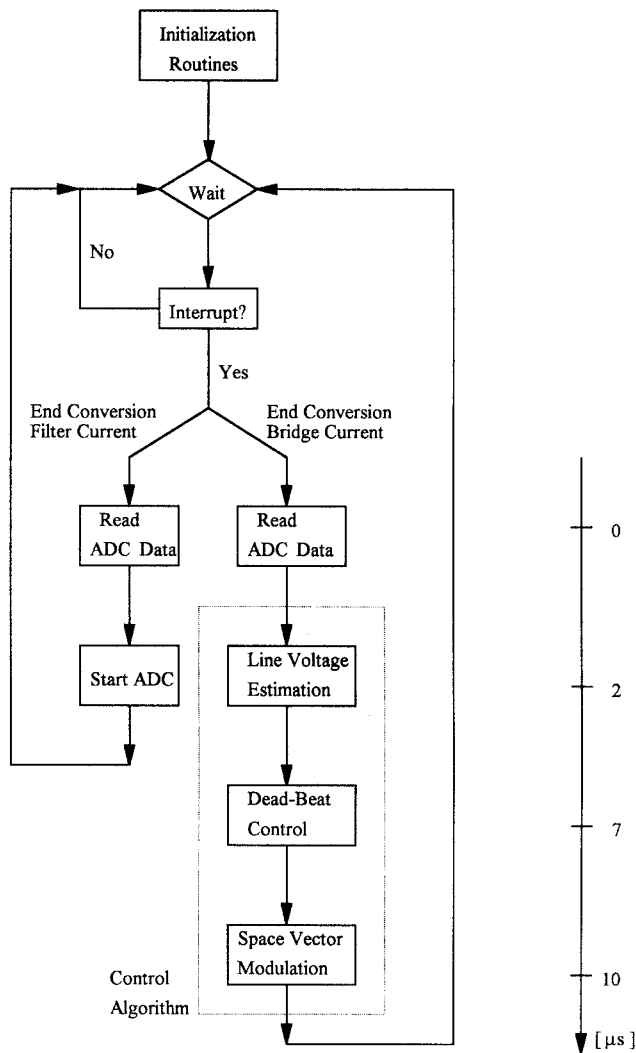 Initialization
Routines
Wait
No
Interrupt?
Yes
End Conversion
Filter Current
End Conversion
Bridge Current
Read
ADC Data
Read
ADC Data
0
Start ADC
Line Voltage
Estimation
2
Dead-Beat
Control
7
Space Vector
Modulation
10
Control
Algorithm
[µs]